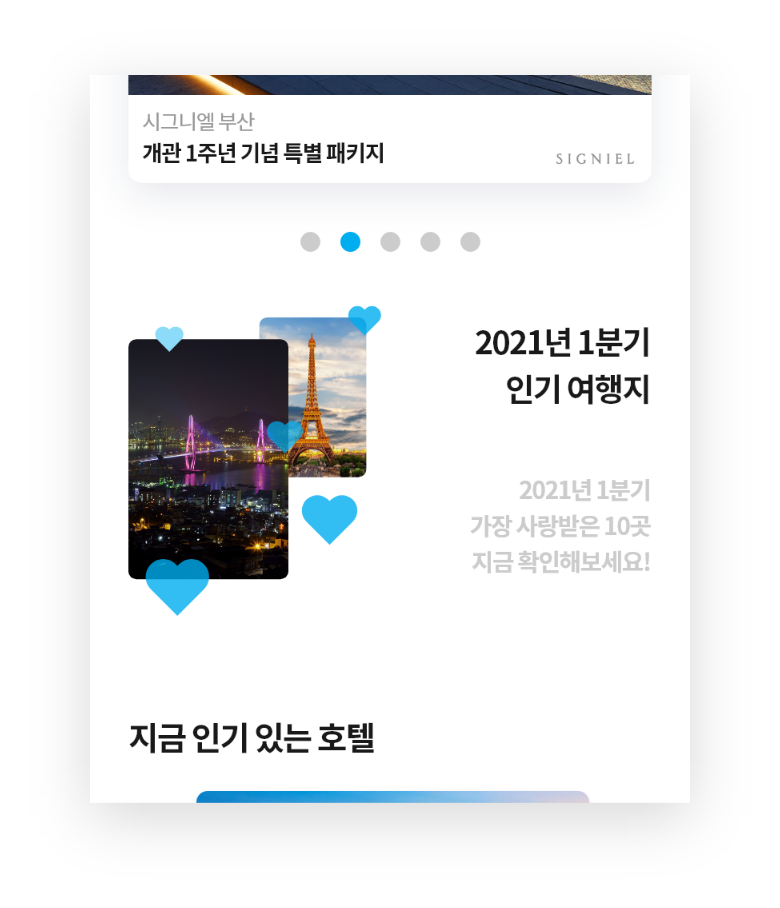 시그니엘 부산
개관 1주년 기념 특별 패키지
SIGNIEL
2021년 1분기
인기 여행지
2021년 1분기
가장 사랑받은 10곳
지금 확인해보세요!
지금 인기 있는 호텔